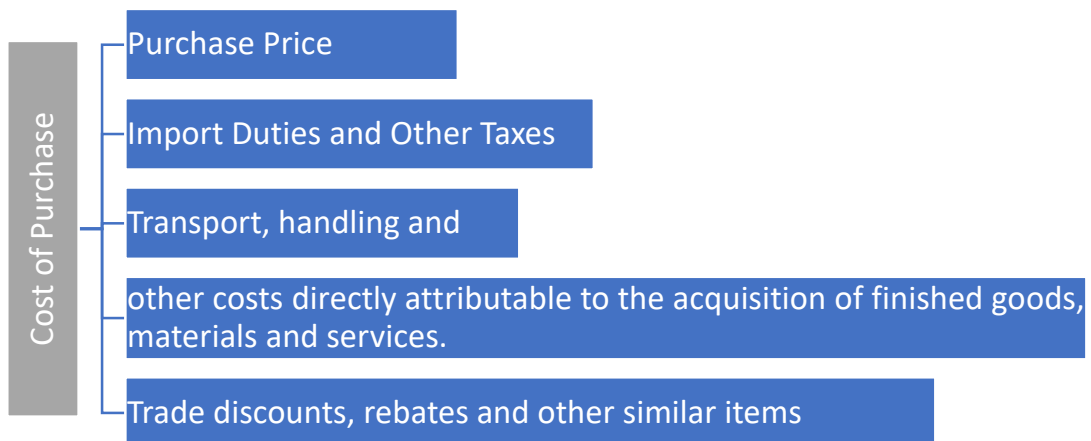 Cost of Purchase
Purchase Price
Import Duties and Other Taxes
Transport, handling and
other costs directly attributable to the acquisition of finished goods,
materials and services.
Trade discounts, rebates and other similar items